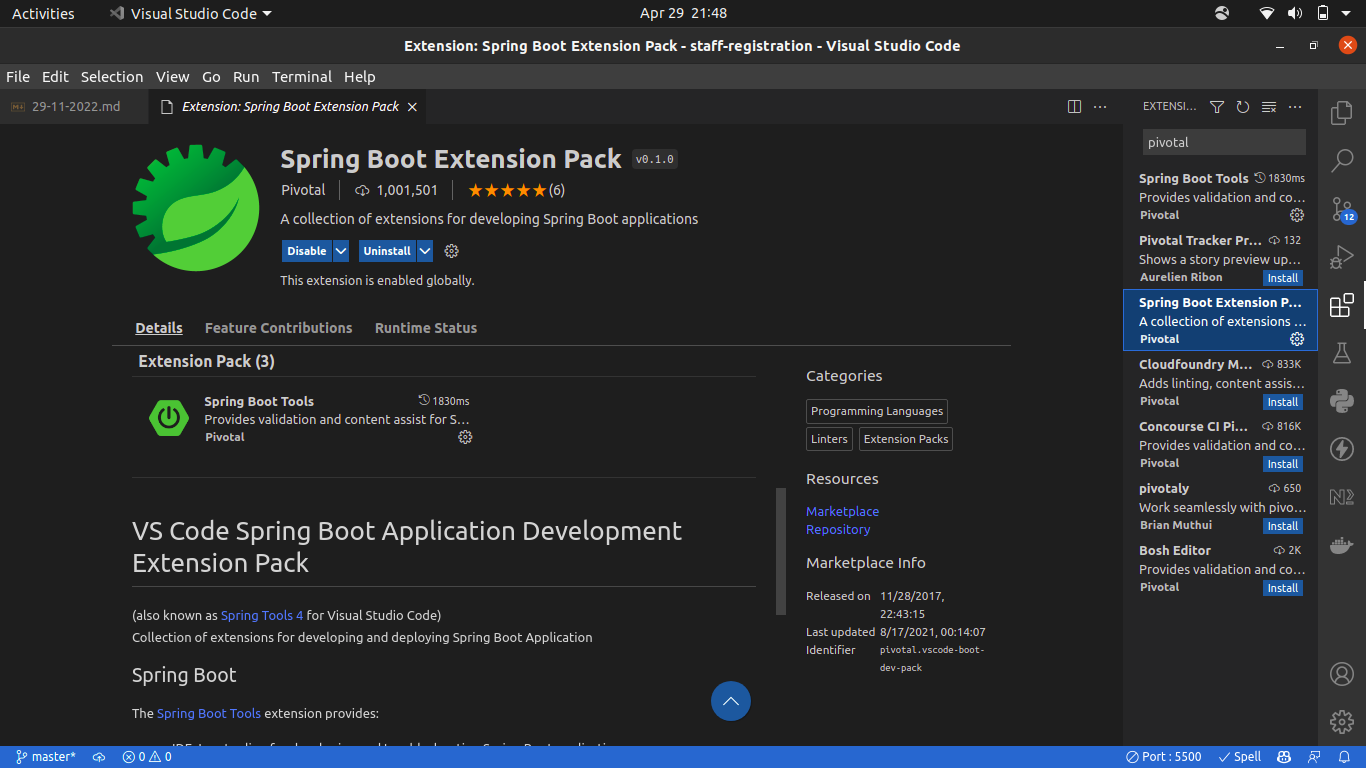 Activities
Visual Studio Code
Apr 29 21:48
Extension: Spring Boot Extension Pack - staff-registration - Visual Studio Code
File Edit Selection View Go Run Terminal Help
29-11-2022.md
Extension: Spring Boot Extension Pack
Spring Boot Extension Pack v0.1.0
Pivotal 1,001,501 (6)
A collection of extensions for developing Spring Boot applications
Disable Uninstall
This extension is enabled globally.
Details Feature Contributions Runtime Status
Extension Pack (3)
Spring Boot Tools 1830ms
Provides validation and content assist for S...
Pivotal
VS Code Spring Boot Application Development
Extension Pack
(also known as Spring Tools 4 for Visual Studio Code)
Collection of extensions for developing and deploying Spring Boot Application
Spring Boot
The Spring Boot Tools extension provides:
Categories
Programming Languages
Linters Extension Packs
Resources
Marketplace
Repository
Marketplace Info
Released on 11/28/2017,
22:43:15
Last updated 8/17/2021, 00:14:07
Identifier pivotal.vscode-boot-
dev-pack
EXTENSI...
pivotal
Spring Boot Tools 1830ms
Provides validation and co...
Pivotal
Pivotal Tracker Pr... 132
Shows a story preview up...
Aurelien Ribon Install
Spring Boot Extension P...
A collection of extensions ...
Pivotal
Cloudfoundry M... 833K
Adds linting, content assis...
Pivotal Install
Concourse CI Pi... 816K
Provides validation and co...
Pivotal Install
pivotaly 650
Work seamlessly with pivo...
Brian Muthui Install
Bosh Editor 2K
Provides validation and co...
Pivotal Install
12
master* 0 0
Port : 5500 Spell